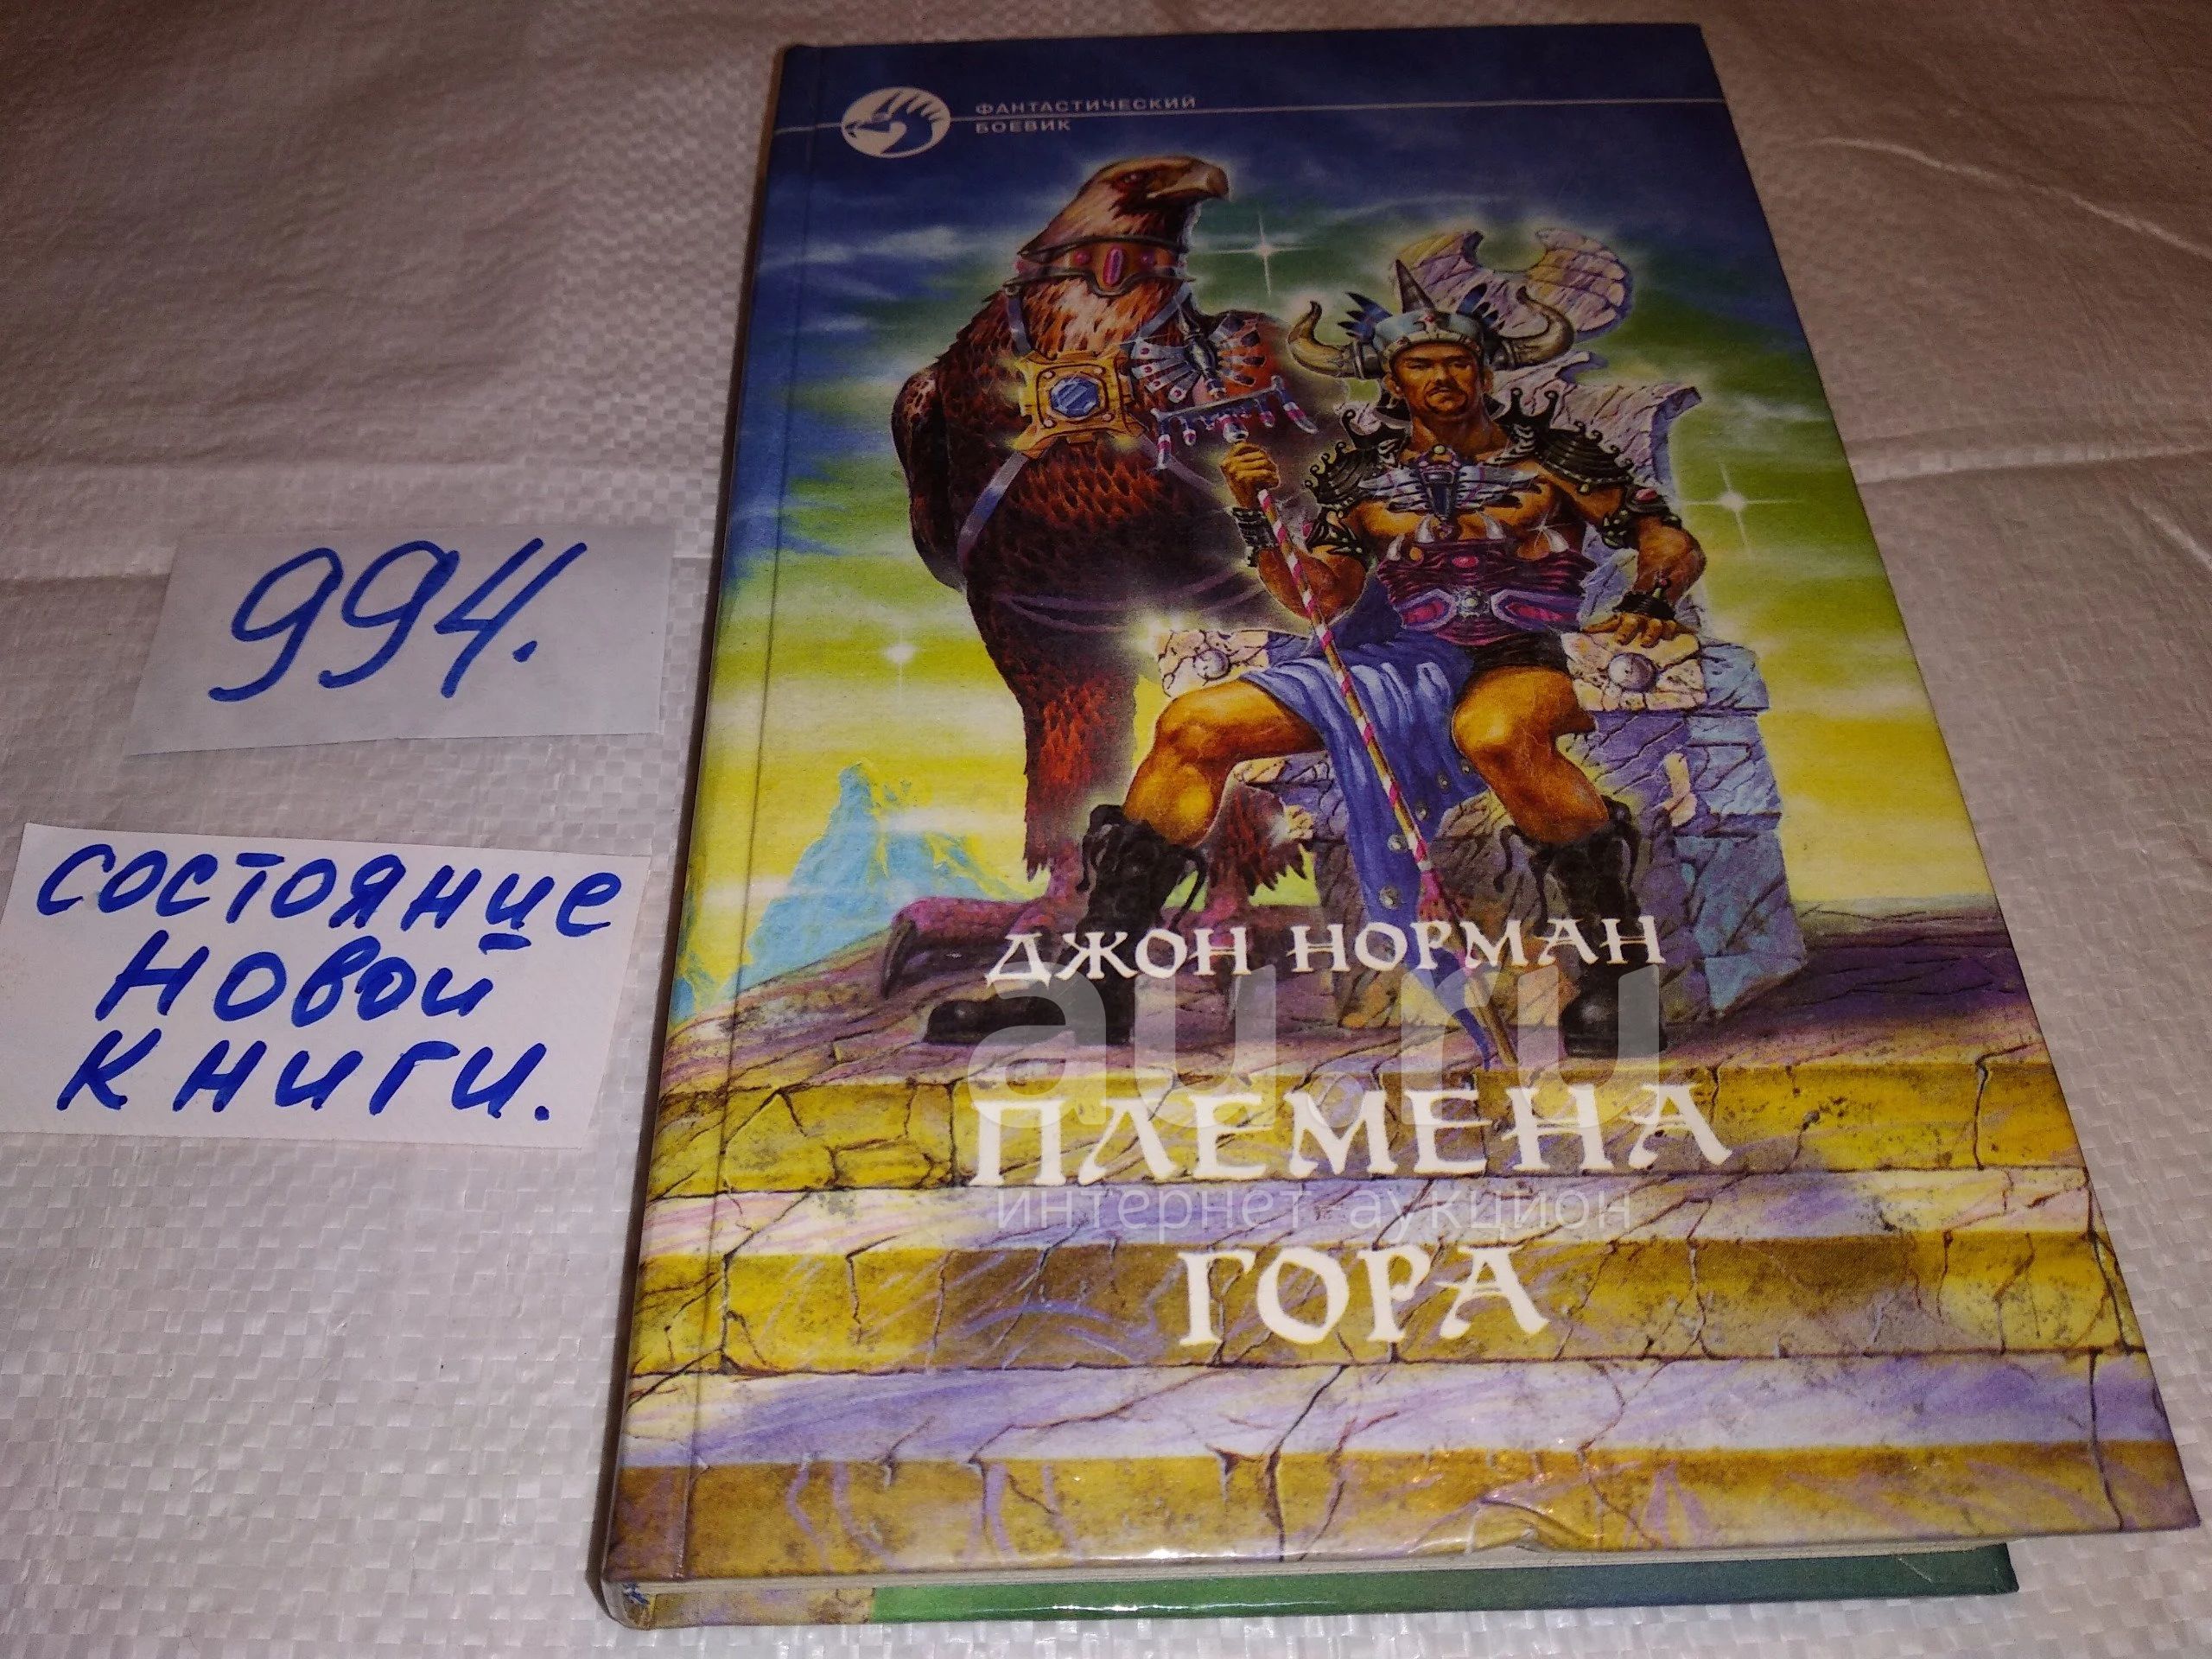 ФАНТАСТИЧЕСКИЙ
БОЕВИК
994.
состояние
новой
книги.
ДЖОН НОРМАН
au.ru
ПЛЕМЕНА
интернет аукцион
ГОРА